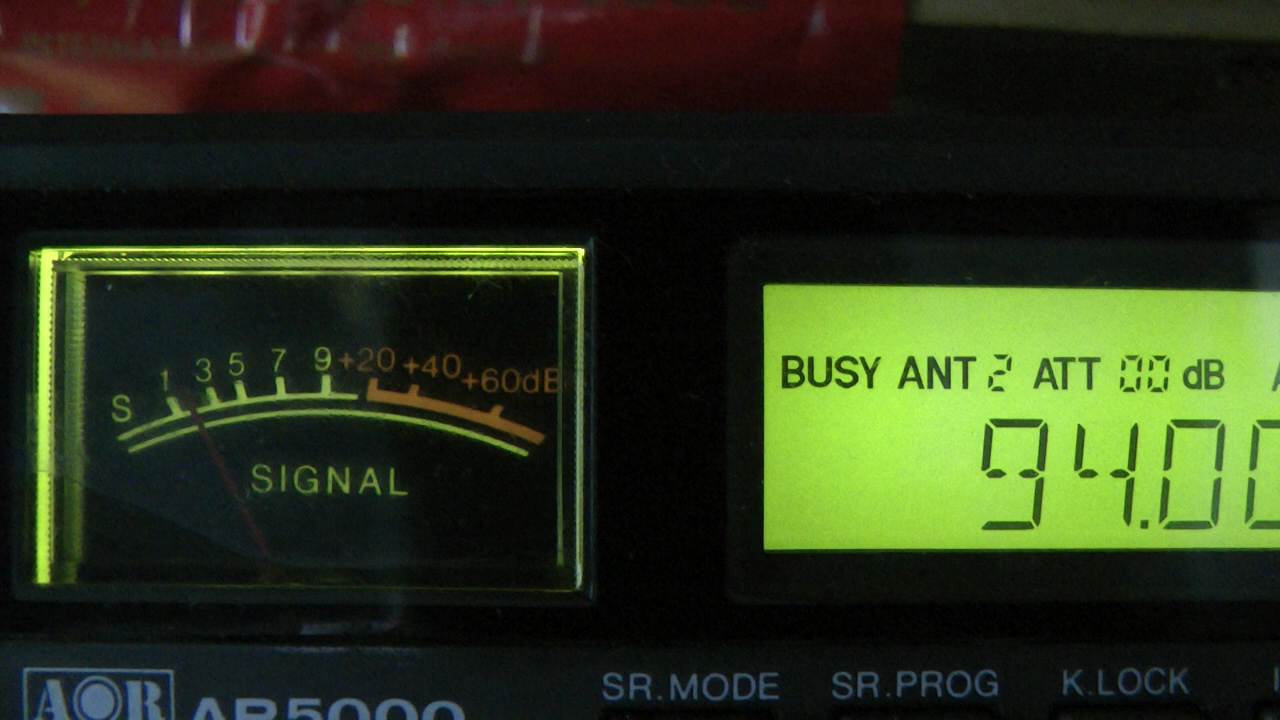 1 3 5 7 9 +20 +40 +60dB
S
SIGNAL
BUSY ANT 2 ATT 00 dB
94.00
AOR AR5000
SR.MODE SR.PROG K.LOCK